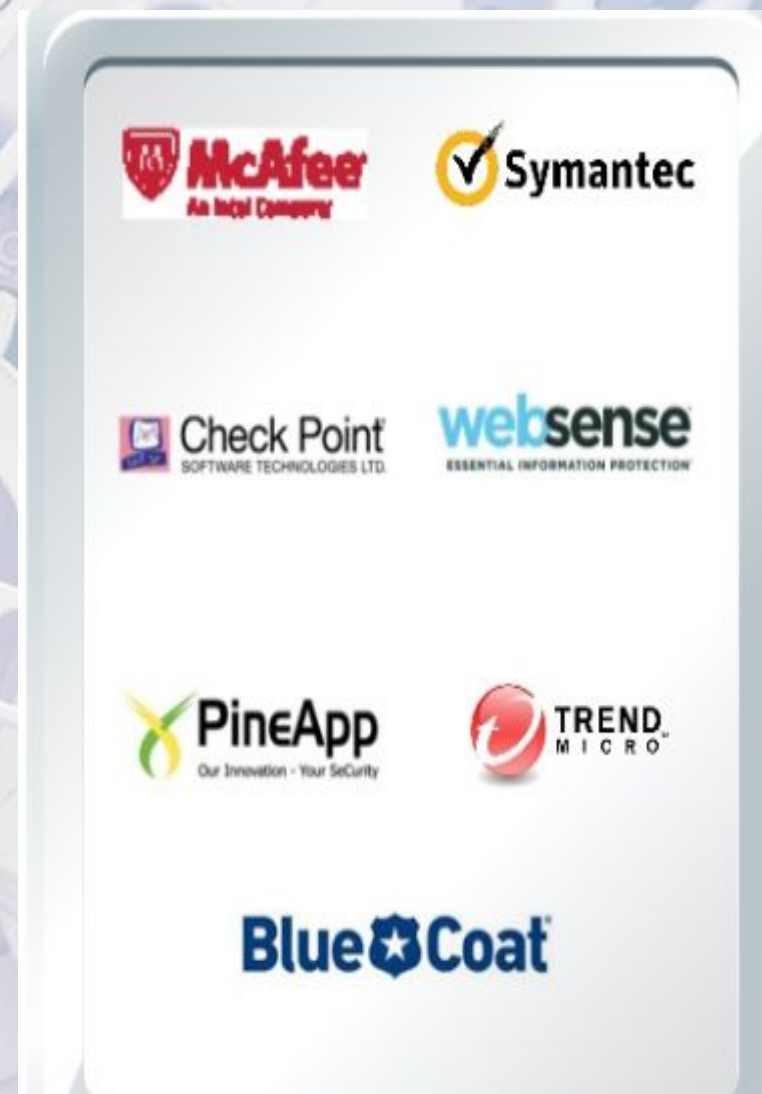 McAfee
An Intel Company
Symantec
Check Point
SOFTWARE TECHNOLOGIES LTD.
websense
ESSENTIAL INFORMATION PROTECTION
PineApp
Our Innovation - Your SeCurity
TREND
MICRO
Blue Coat